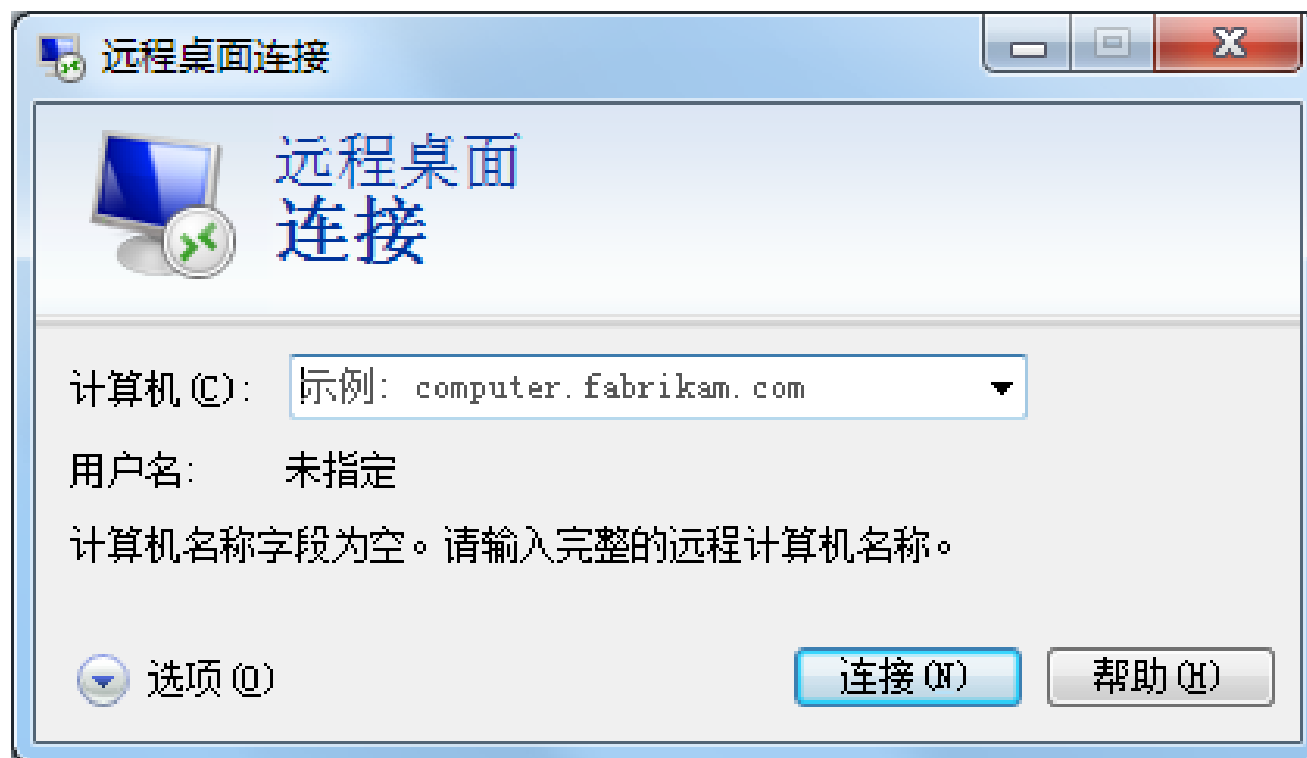 远程桌面连接
远程桌面
连接
计算机(C): 示例: computer.fabrikam.com
用户名: 未指定
计算机名称字段为空。请输入完整的远程计算机名称。
选项(O) 连接(N) 帮助(H)